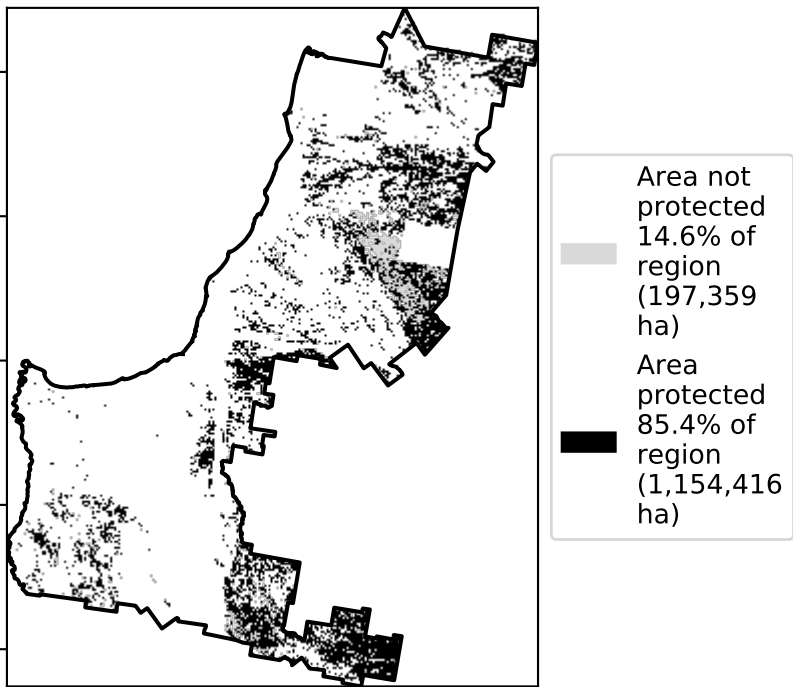 Area not
protected
14.6% of
region
(197,359
ha)
Area
protected
85.4% of
region
(1,154,416
ha)